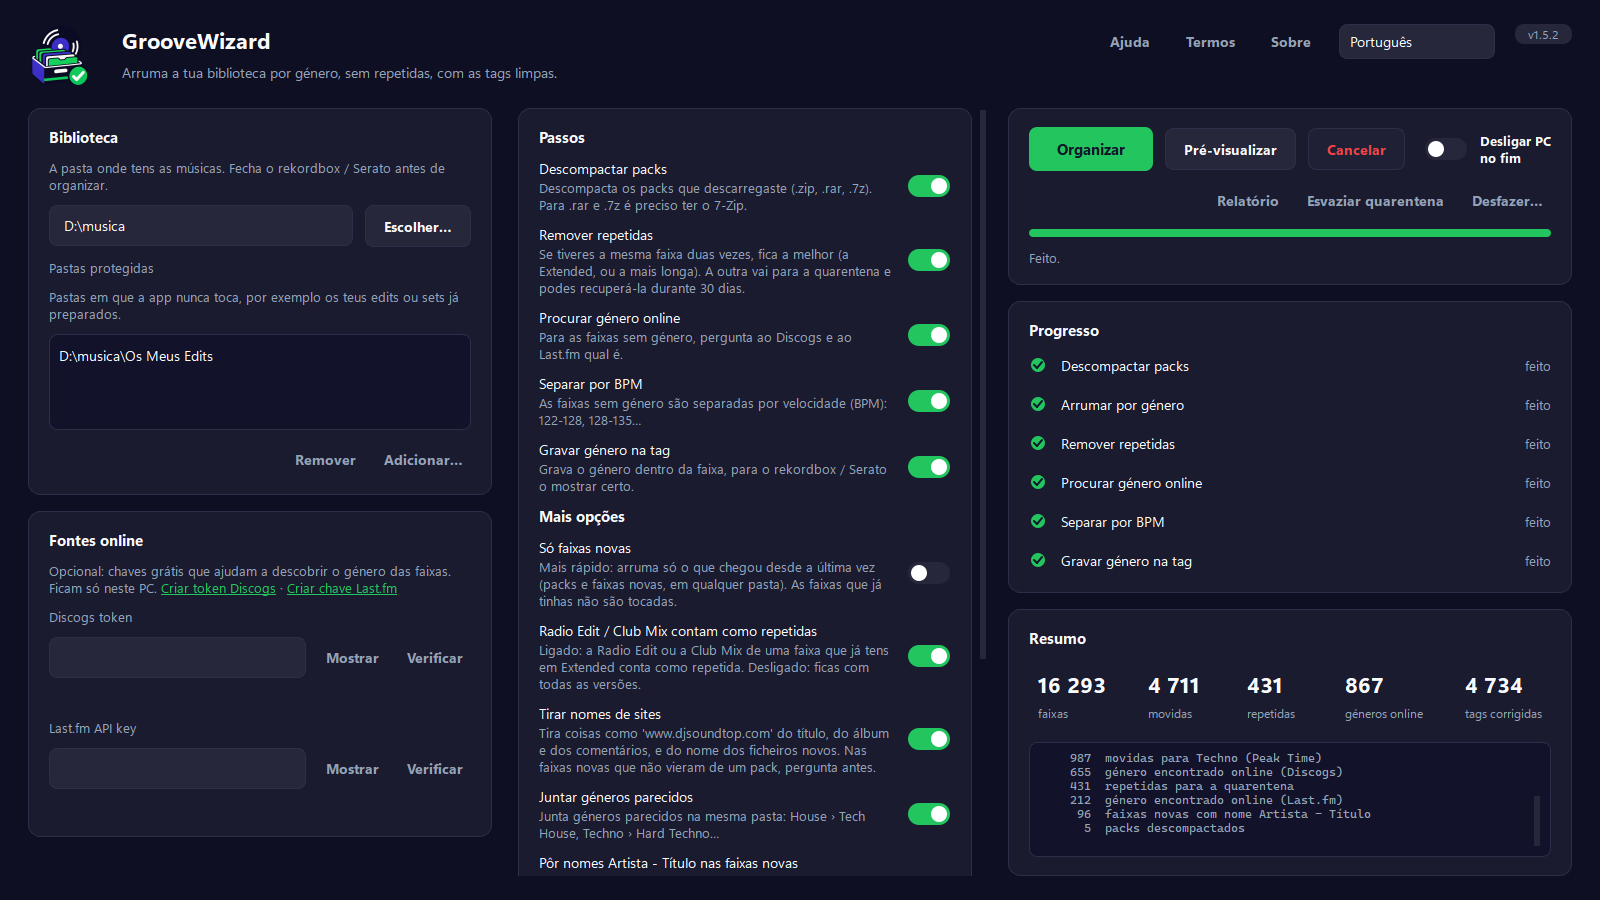 GrooveWizard
Arruma a tua biblioteca por género, sem repetidas, com as tags limpas.
Ajuda
Termos
Sobre
Português
v1.5.2
Biblioteca
A pasta onde tens as músicas. Fecha o rekordbox / Serato antes de
organizar.
D:\musica
Escolher...
Pastas protegidas
Pastas em que a app nunca toca, por exemplo os teus edits ou sets já
preparados.
D:\musica\Os Meus Edits
Remover
Adicionar...
Fontes online
Opcional: chaves grátis que ajudam a descobrir o género das faixas.
Ficam só neste PC. Criar token Discogs · Criar chave Last.fm
Discogs token
Mostrar
Verificar
Last.fm API key
Mostrar
Verificar
Passos
Descompactar packs
Descompacta os packs que descarregaste (.zip, .rar, .7z).
Para .rar e .7z é preciso ter o 7-Zip.
Remover repetidas
Se tiveres a mesma faixa duas vezes, fica a melhor (a
Extended, ou a mais longa). A outra vai para a quarentena e
podes recuperá-la durante 30 dias.
Procurar género online
Para as faixas sem género, pergunta ao Discogs e ao
Last.fm qual é.
Separar por BPM
As faixas sem género são separadas por velocidade (BPM):
122-128, 128-135...
Gravar género na tag
Grava o género dentro da faixa, para o rekordbox / Serato
o mostrar certo.
Mais opções
Só faixas novas
Mais rápido: arruma só o que chegou desde a última vez
(packs e faixas novas, em qualquer pasta). As faixas que já
tinhas não são tocadas.
Radio Edit / Club Mix contam como repetidas
Ligado: a Radio Edit ou a Club Mix de uma faixa que já tens
em Extended conta como repetida. Desligado: ficas com
todas as versões.
Tirar nomes de sites
Tira coisas como 'www.djsoundtop.com' do título, do álbum
e dos comentários, e do nome dos ficheiros novos. Nas
faixas novas que não vieram de um pack, pergunta antes.
Juntar géneros parecidos
Junta géneros parecidos na mesma pasta: House › Tech
House, Techno › Hard Techno...
Pôr nomes Artista - Título nas faixas novas
Organizar
Pré-visualizar
Cancelar
Desligar PC
no fim
Relatório
Esvaziar quarentena
Desfazer...
Feito.
Progresso
Descompactar packs feito
Arrumar por género feito
Remover repetidas feito
Procurar género online feito
Separar por BPM feito
Gravar género na tag feito
Resumo
16 293 4 711 431 867 4 734
faixas movidas repetidas géneros online tags corrigidas
987 movidas para Techno (Peak Time)
655 género encontrado online (Discogs)
431 repetidas para a quarentena
212 género encontrado online (Last.fm)
96 faixas novas com nome Artista – Título
5 packs descompactados